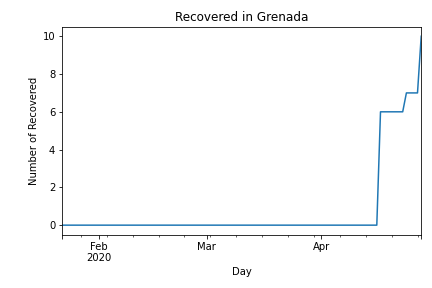 Recovered in Grenada
10
8
6
4
2
0
Number of Recovered
Feb
2020
Mar
Apr
Day